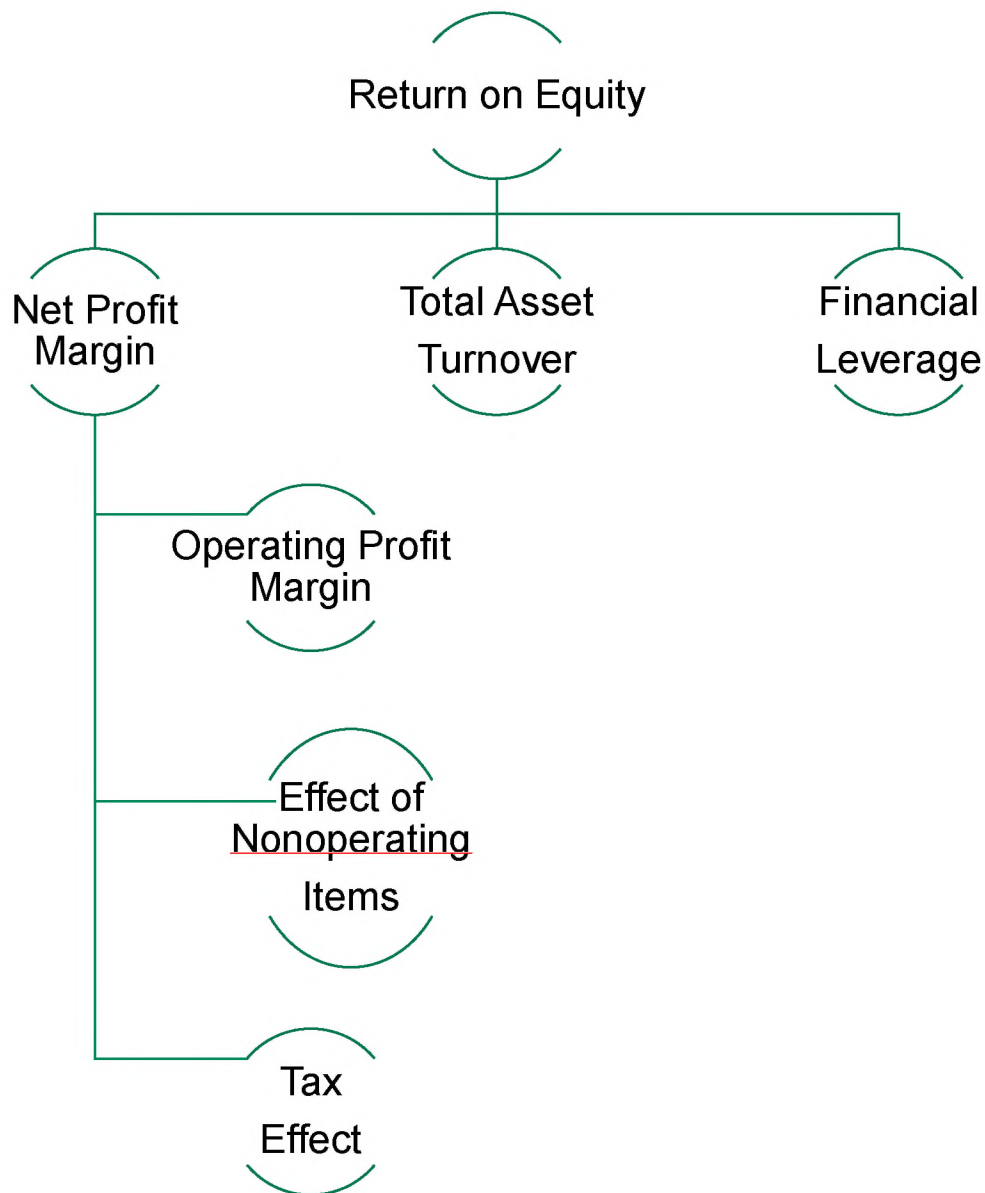 Return on Equity
Net Profit
Margin
Total Asset
Turnover
Financial
Leverage
Operating Profit
Margin
Effect of
Nonoperating
Items
Tax
Effect